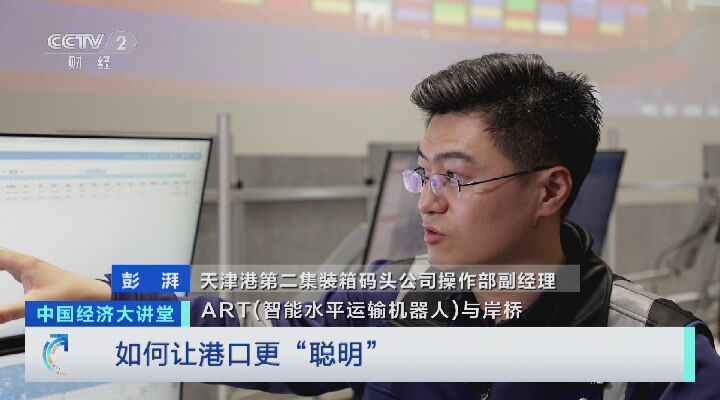 CCTV 2
财 经
彭 湃 天津港第二集装箱码头公司操作部副经理
ART(智能水平运输机器人)与岸桥
中国经济大讲堂
如何让港口更“聪明”